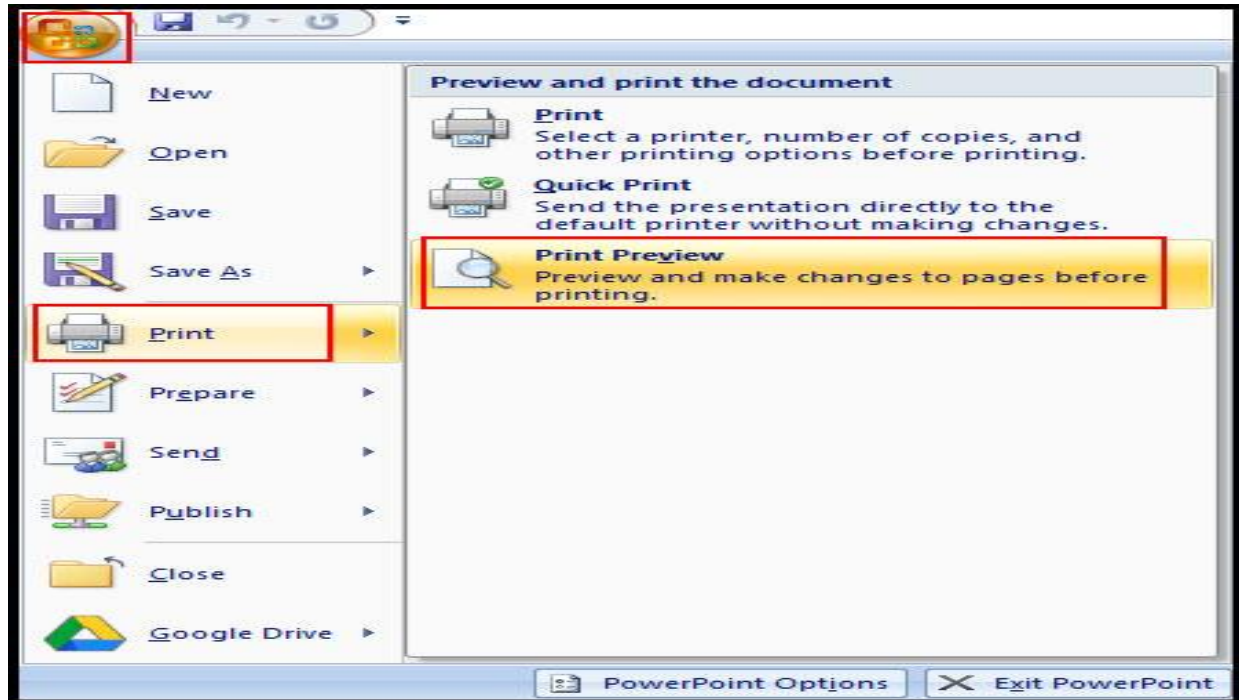 New
Open
Save
Save As
Print
Prepare
Send
Publish
Close
Google Drive
Preview and print the document
Print
Select a printer, number of copies, and
other printing options before printing.
Quick Print
Send the presentation directly to the
default printer without making changes.
Print Preview
Preview and make changes to pages before
printing.
PowerPoint Options
Exit PowerPoint